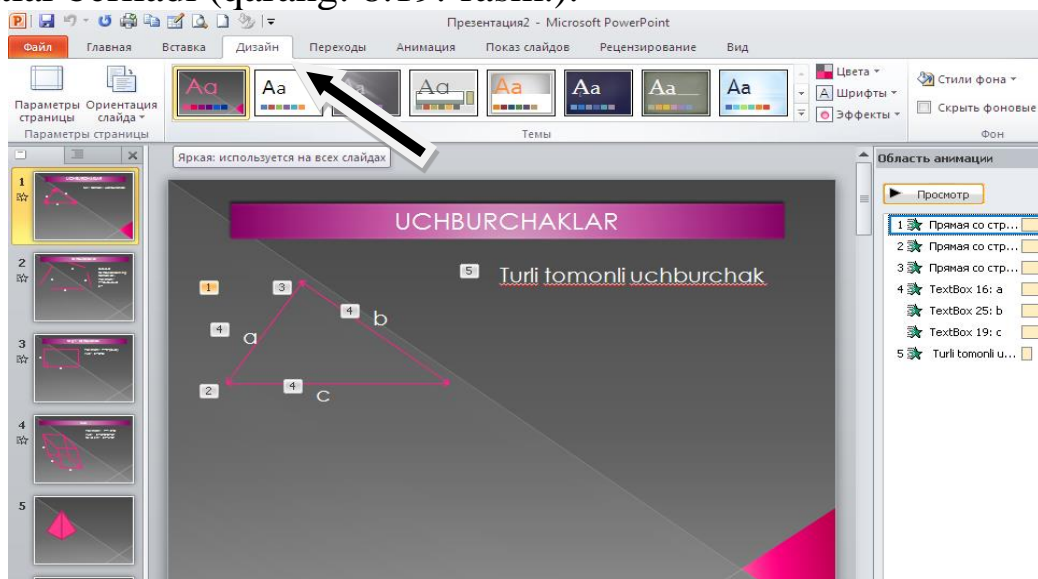 (qarang: 8.19. rasm.).
Презентация2 - Microsoft PowerPoint
Файл Главная Вставка Дизайн Переходы Анимация Показ слайдов Рецензирование Вид
Параметры страницы
Ориентация слайда
Aa Aa Aa Aa Aa Aa Aa
Цвета
Шрифты
Эффекты
Стили фона
Скрыть фоновые
Параметры страницы Темы Фон
Яркая: используется на всех слайдах
Область анимации
Просмотр
1
2
3
4
5
UCHBURCHAKLAR
5 Turli tomonli uchburchak
1 3
4 b
4 a
2 4 c
1 Прямая со стр...
2 Прямая со стр...
3 Прямая со стр...
4 TextBox 16: a
TextBox 25: b
TextBox 19: c
5 Turli tomonli u...